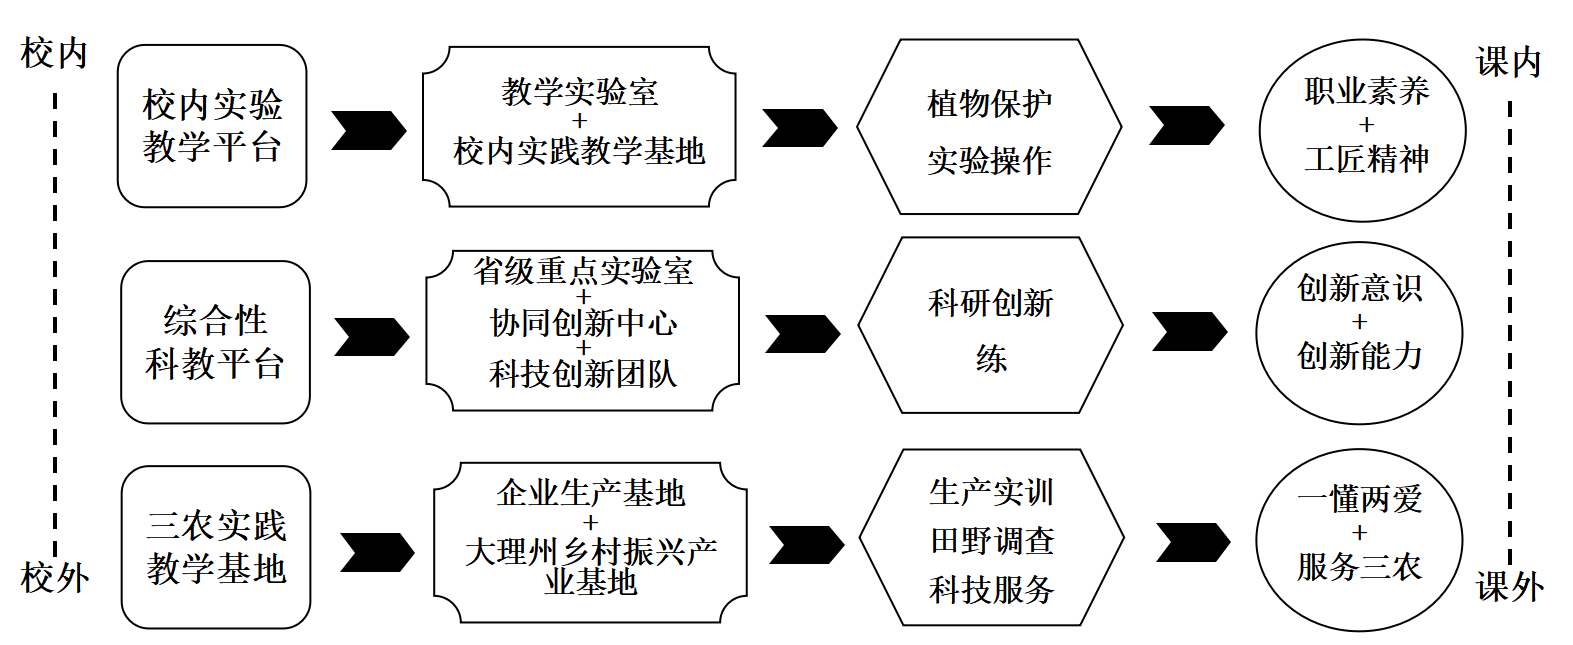 校内
校内实验
教学平台
教学实验室
+
校内实践教学基地
植物保护
实验操作
职业素养
+
工匠精神
课内
综合性
科教平台
省级重点实验室
+
协同创新中心
+
科技创新团队
科研创新
练
创新意识
+
创新能力
三农实践
教学基地
企业生产基地
+
大理州乡村振兴产
业基地
生产实训
田野调查
科技服务
一懂两爱
+
服务三农
校外
课外